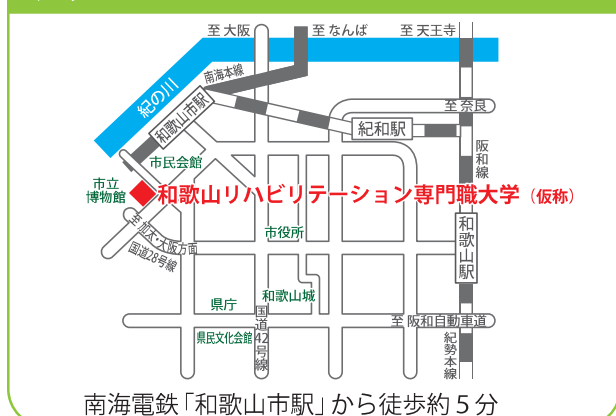 至 大阪
至 なんば
至 天王寺
南海本線
紀の川
和歌山市駅
至 奈良
紀和駅
阪和線
市民会館
市立
博物館
和歌山リハビリテーション専門職大学（仮称）
至 加太・大阪方面
国道28号線
市役所
和歌山駅
和歌山城
県庁
国道42号線
県民文化会館
至 阪和自動車道
紀勢本線
南海電鉄「和歌山市駅」から徒歩約５分